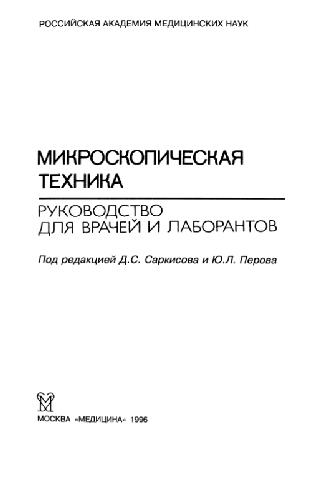 РОССИЙСКАЯ АКАДЕМИЯ МЕДИЦИНСКИХ НАУК
МИКРОСКОПИЧЕСКАЯ
ТЕХНИКА
РУКОВОДСТВО
ДЛЯ ВРАЧЕЙ И ЛАБОРАНТОВ
Под редакцией Д.С. Саркисова и Ю.Л. Перова
МОСКВА «МЕДИЦИНА» 1996